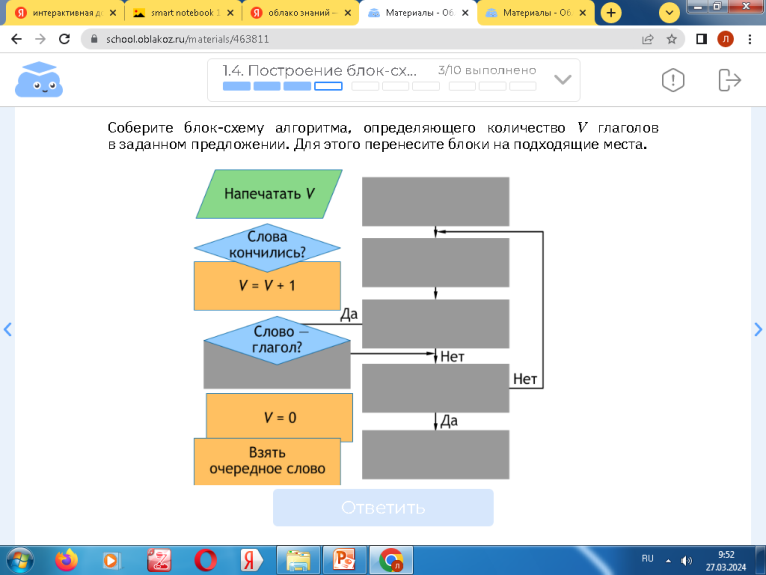 интерактивная д
smart notebook 1
облако знаний —
Материалы - Об
Материалы - Об
school.oblakoz.ru/materials/463811
Л
1.4. Построение блок-сх...
3/10 выполнено
Соберите блок-схему алгоритма, определяющего количество V глаголов
в заданном предложении. Для этого перенесите блоки на подходящие места.
Напечатать V
Слова
кончились?
V = V + 1
Да
Слово —
глагол?
Нет
Нет
V = 0
Да
Взять
очередное слово
Ответить
RU
9:52
27.03.2024